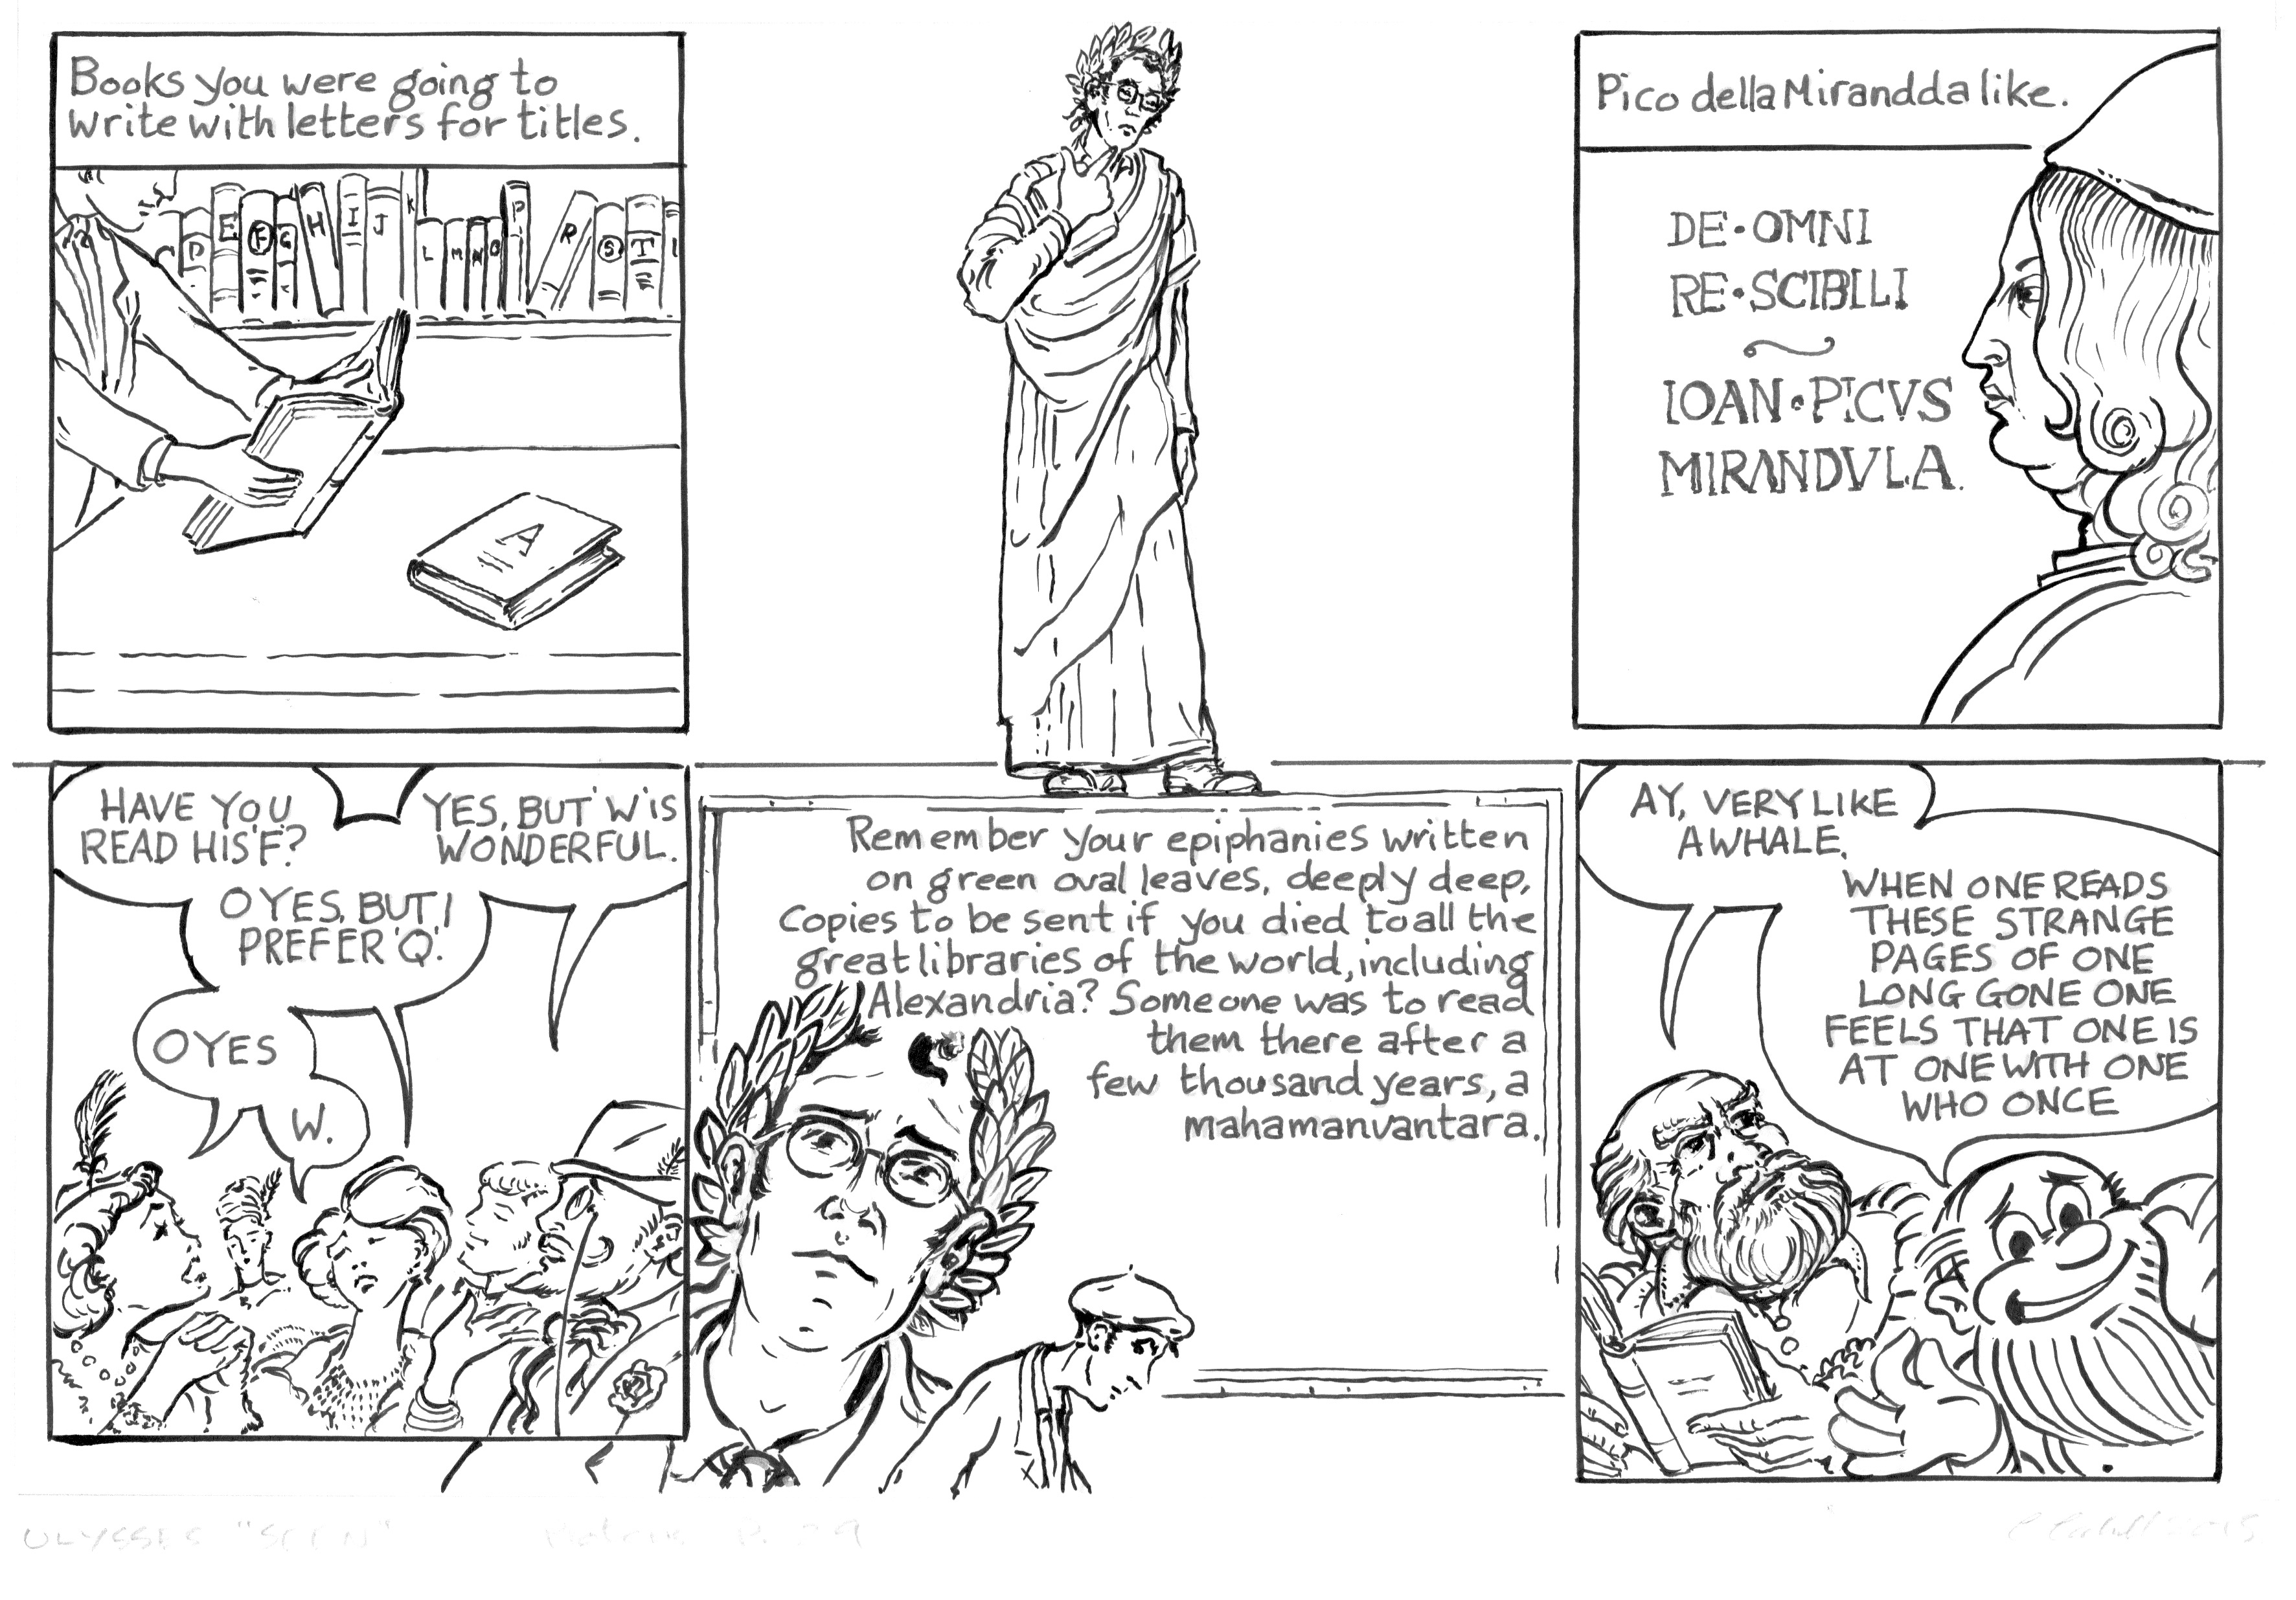 Books you were going to
write with letters for titles.
C D E F G H I J K L M N O P R S T
A
Pico della Mirandda like.
DE·OMNI
RE·SCIBILI
IOAN·PICVS
MIRANDVLA.
HAVE YOU
READ HIS 'F'?
YES, BUT 'W' IS
WONDERFUL.
O YES, BUT I
PREFER 'Q'.
O YES
W.
Remember your epiphanies written
on green oval leaves, deeply deep,
copies to be sent if you died to all the
great libraries of the world, including
Alexandria? Someone was to read
them there after a
few thousand years, a
mahamanvantara.
AY, VERY LIKE
A WHALE.
WHEN ONE READS
THESE STRANGE
PAGES OF ONE
LONG GONE ONE
FEELS THAT ONE IS
AT ONE WITH ONE
WHO ONCE
ULYSSES "SEEN"